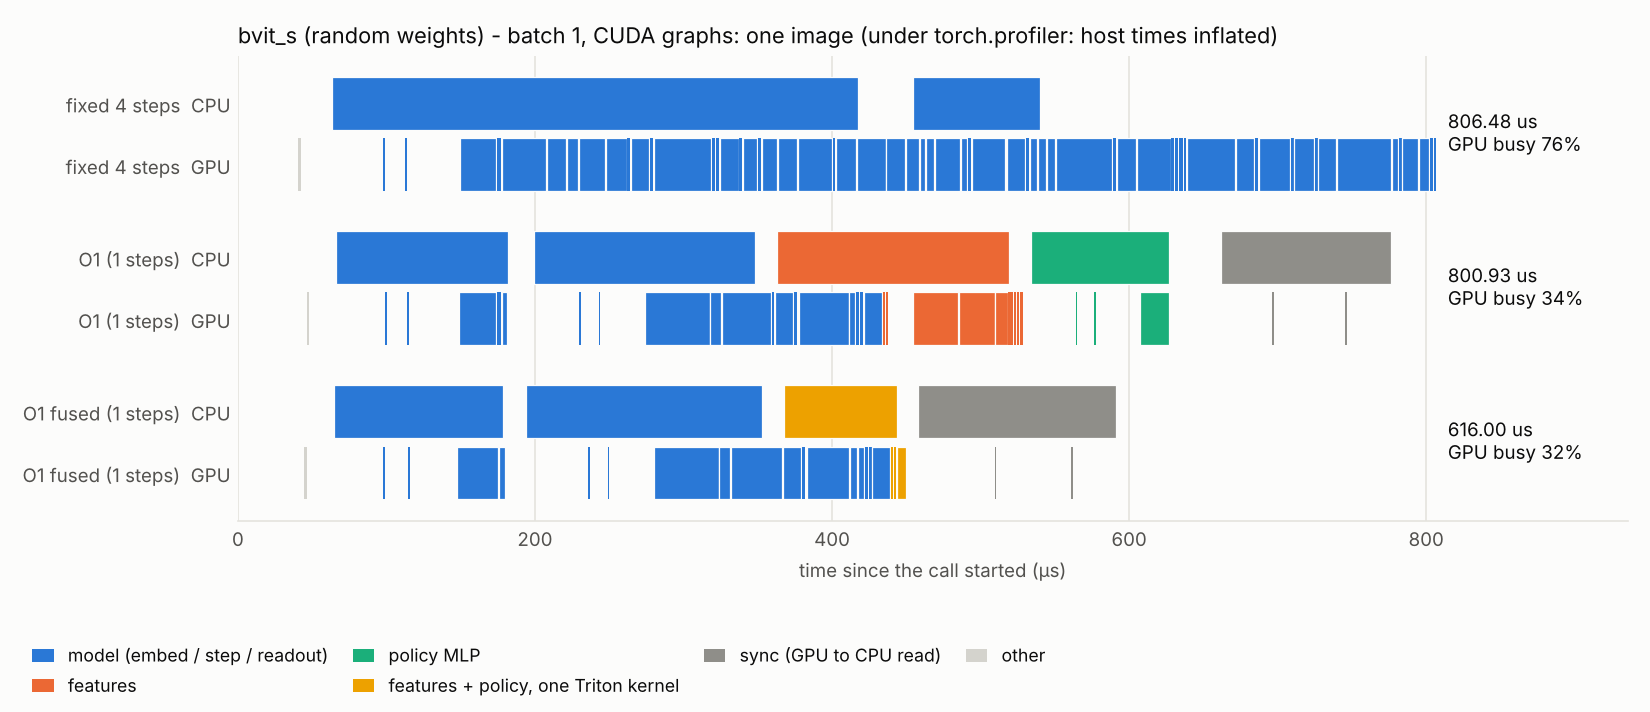 bvit_s (random weights) - batch 1, CUDA graphs: one image (under torch.profiler: host times inflated)
fixed 4 steps CPU
fixed 4 steps GPU
806.48 us
GPU busy 76%
O1 (1 steps) CPU
O1 (1 steps) GPU
800.93 us
GPU busy 34%
O1 fused (1 steps) CPU
O1 fused (1 steps) GPU
616.00 us
GPU busy 32%
0 200 400 600 800
time since the call started (µs)
model (embed / step / readout) policy MLP sync (GPU to CPU read) other
features features + policy, one Triton kernel